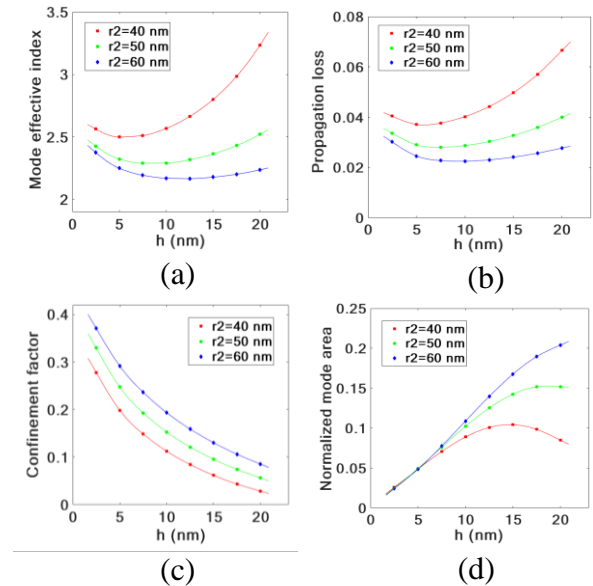 Mode effective index
3.5
3
2.5
2
r2=40 nm
r2=50 nm
r2=60 nm
0 5 10 15 20
h (nm)
(a)
Propagation loss
0.08
0.06
0.04
0.02
0
r2=40 nm
r2=50 nm
r2=60 nm
0 5 10 15 20
h (nm)
(b)
Confinement factor
0.4
0.3
0.2
0.1
0
r2=40 nm
r2=50 nm
r2=60 nm
0 5 10 15 20
h (nm)
(c)
Normalized mode area
0.25
0.2
0.15
0.1
0.05
0
r2=40 nm
r2=50 nm
r2=60 nm
0 5 10 15 20
h (nm)
(d)